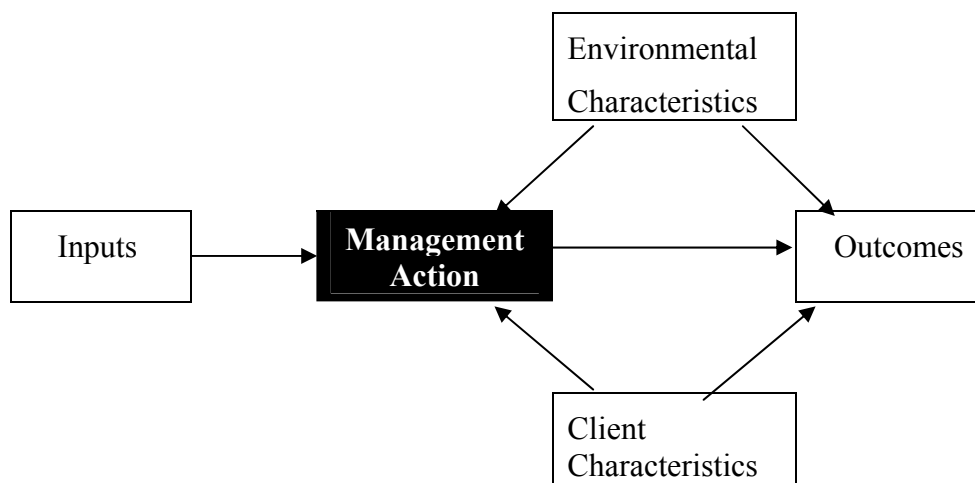 Environmental
Characteristics
Inputs
Management
Action
Outcomes
Client
Characteristics